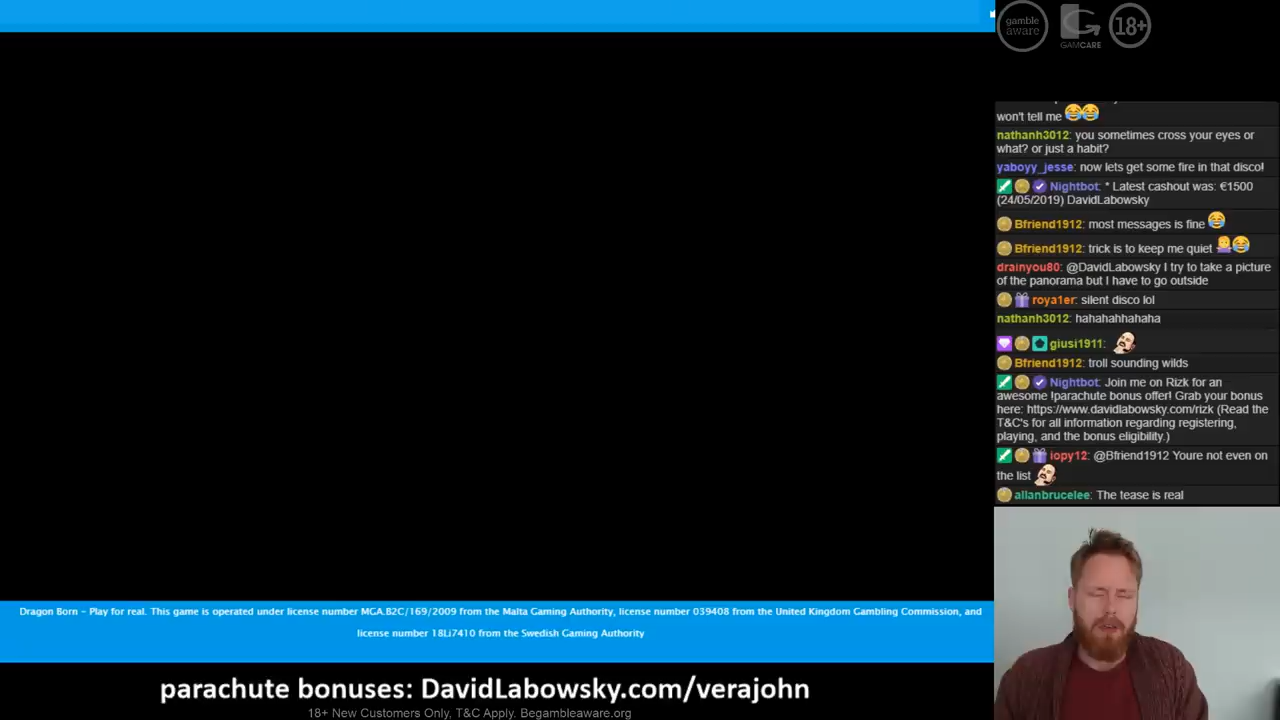 gamble
aware
GAMCARE
18+
won't tell me
nathanh3012: you sometimes cross your eyes or
what? or just a habit?
yaboyy_jesse: now lets get some fire in that disco!
Nightbot: * Latest cashout was: €1500
(24/05/2019) DavidLabowsky
Bfriend1912: most messages is fine
Bfriend1912: trick is to keep me quiet
drainyou80: @DavidLabowsky I try to take a picture
of the panorama but I have to go outside
roya1er: silent disco lol
nathanh3012: hahahahhahaha
giusi1911:
Bfriend1912: troll sounding wilds
Nightbot: Join me on Rizk for an
awesome !parachute bonus offer! Grab your bonus
here: https://www.davidlabowsky.com/rizk (Read the
T&C's for all information regarding registering,
playing, and the bonus eligibility.)
iopy12: @Bfriend1912 Youre not even on
the list
allanbrucelee: The tease is real
Dragon Born - Play for real. This game is operated under license number MGA.B2C/169/2009 from the Malta Gaming Authority, license number 039408 from the United Kingdom Gambling Commission, and
license number 18Li7410 from the Swedish Gaming Authority
parachute bonuses: DavidLabowsky.com/verajohn
18+ New Customers Only, T&C Apply. Begambleaware.org